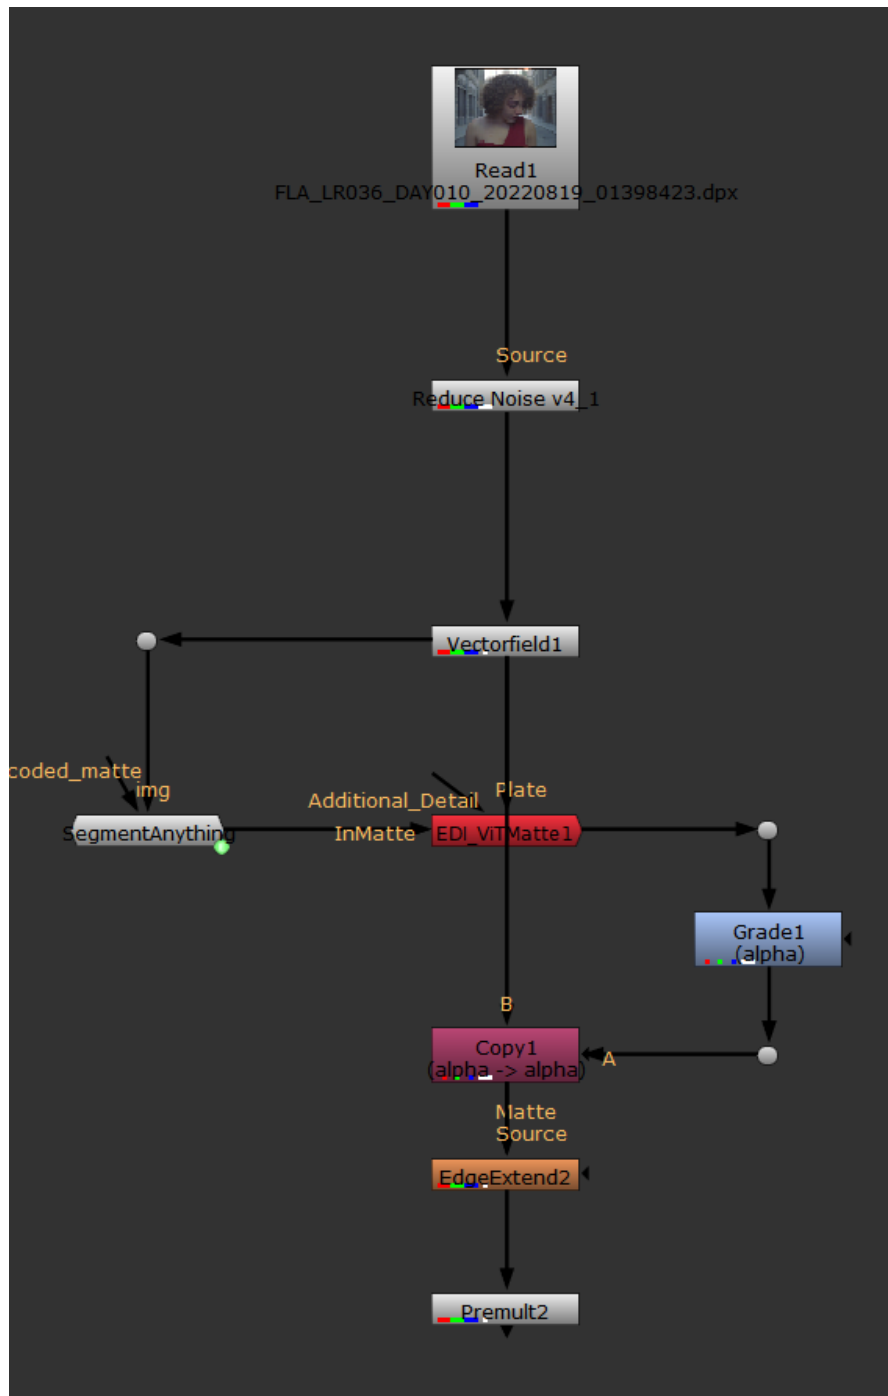 Read1
FLA_LR036_DAY010_20220819_01398423.dpx
Source
Reduce Noise v4_1
Vectorfield1
coded_matte
img
SegmentAnything
Additional_Detail
Plate
InMatte
EDI_ViTMatte1
Grade1
(alpha)
B
Copy1
(alpha -> alpha)
A
Matte
Source
EdgeExtend2
Premult2